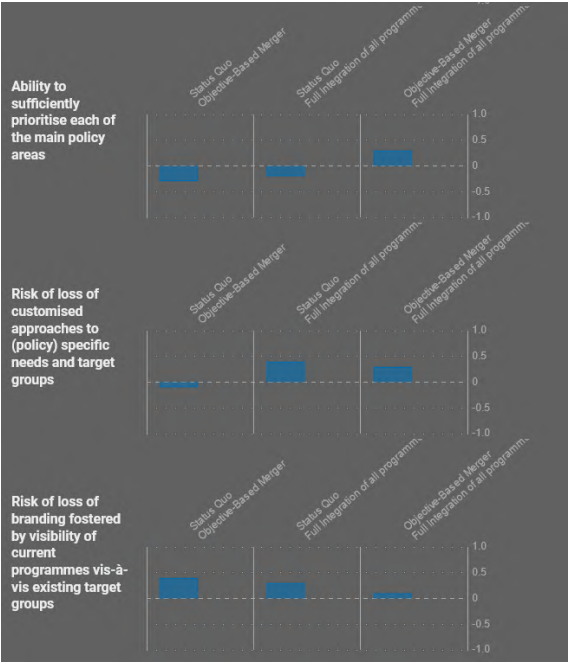 Status Quo
Objective-Based Merger
Status Quo
Full Integration of all programm
Objective-Based Merger
Full Integration of all programm
Ability to
sufficiently
prioritise each of
the main policy
areas
1.0
0.5
0
-0.5
-1.0
Status Quo
Objective-Based Merger
Status Quo
Full Integration of all programm
Objective-Based Merger
Full Integration of all programm
Risk of loss of
customised
approaches to
(policy) specific
needs and target
groups
1.0
0.5
0
-0.5
-1.0
Status Quo
Objective-Based Merger
Status Quo
Full Integration of all programm
Objective-Based Merger
Full Integration of all programm
Risk of loss of
branding fostered
by visibility of
current
programmes vis-à-
vis existing target
groups
1.0
0.5
0
-0.5
-1.0